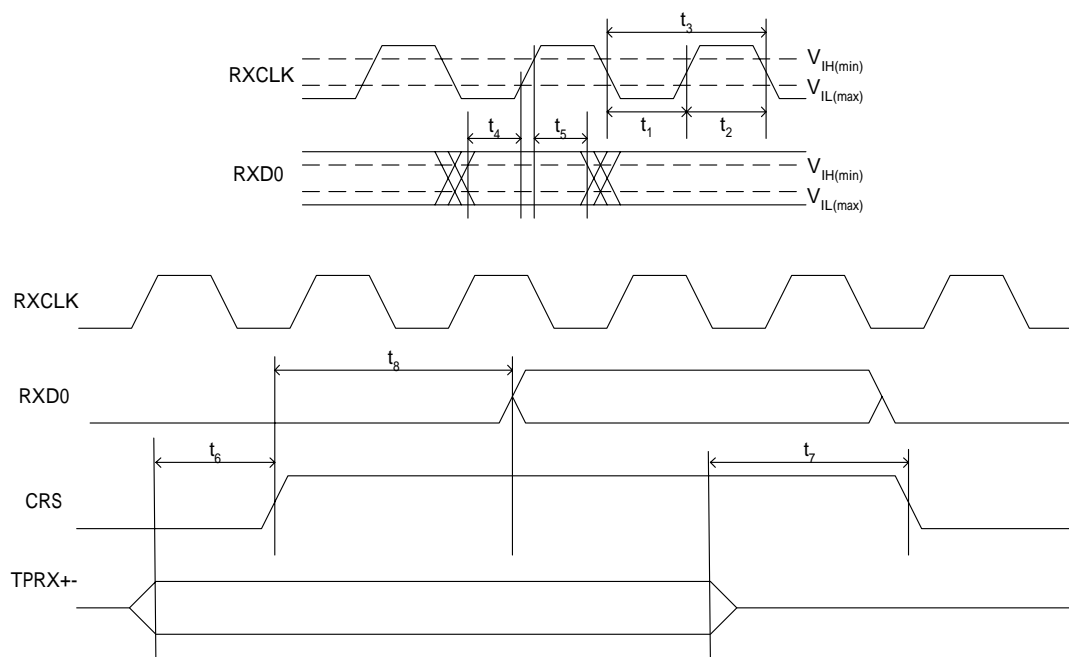 t3
VIH(min)
RXCLK
VIL(max)
t4
t5
t1
t2
RXD0
VIH(min)
VIL(max)
RXCLK
t8
RXD0
t6
t7
CRS
TPRX+-